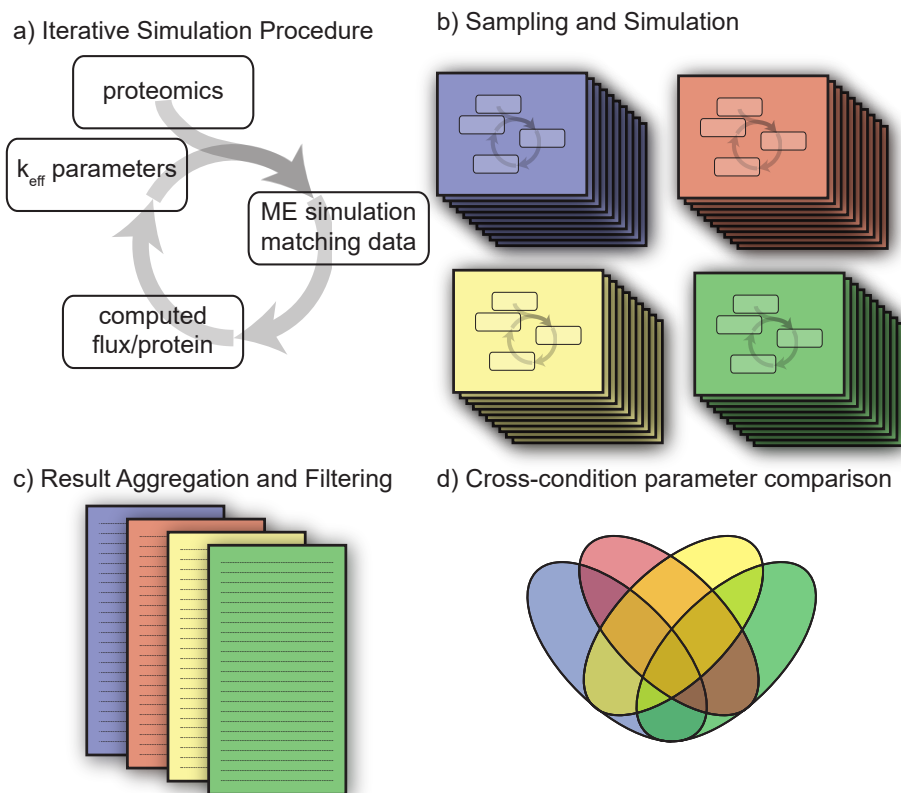 a) Iterative Simulation Procedure
proteomics
keff parameters
ME simulation
matching data
computed
flux/protein
b) Sampling and Simulation
c) Result Aggregation and Filtering
d) Cross-condition parameter comparison